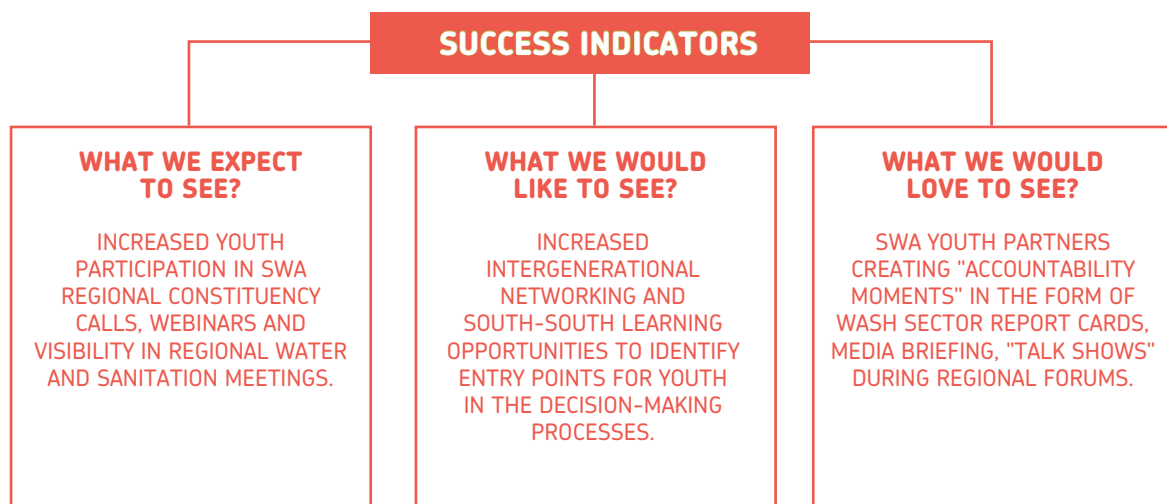 SUCCESS INDICATORS
WHAT WE EXPECT
TO SEE?
INCREASED YOUTH
PARTICIPATION IN SWA
REGIONAL CONSTITUENCY
CALLS, WEBINARS AND
VISIBILITY IN REGIONAL WATER
AND SANITATION MEETINGS.
WHAT WE WOULD
LIKE TO SEE?
INCREASED
INTERGENERATIONAL
NETWORKING AND
SOUTH-SOUTH LEARNING
OPPORTUNITIES TO IDENTIFY
ENTRY POINTS FOR YOUTH
IN THE DECISION-MAKING
PROCESSES.
WHAT WE WOULD
LOVE TO SEE?
SWA YOUTH PARTNERS
CREATING "ACCOUNTABILITY
MOMENTS" IN THE FORM OF
WASH SECTOR REPORT CARDS,
MEDIA BRIEFING, "TALK SHOWS"
DURING REGIONAL FORUMS.